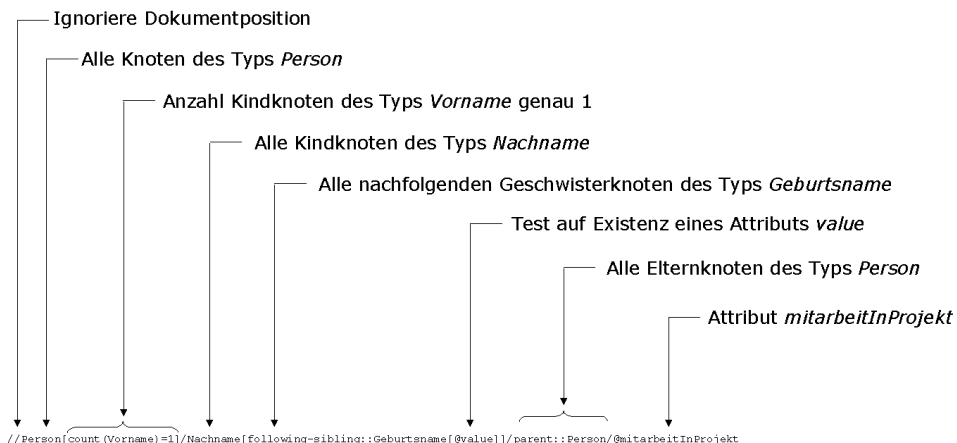 Ignoriere Dokumentposition
Alle Knoten des Typs Person
Anzahl Kindknoten des Typs Vorname genau 1
Alle Kindknoten des Typs Nachname
Alle nachfolgenden Geschwisterknoten des Typs Geburtsname
Test auf Existenz eines Attributs value
Alle Elternknoten des Typs Person
Attribut mitarbeitInProjekt
//Person[count(Vorname)=1]/Nachname[following-sibling::Geburtsname[@value]]/parent::Person/@mitarbeitInProjekt